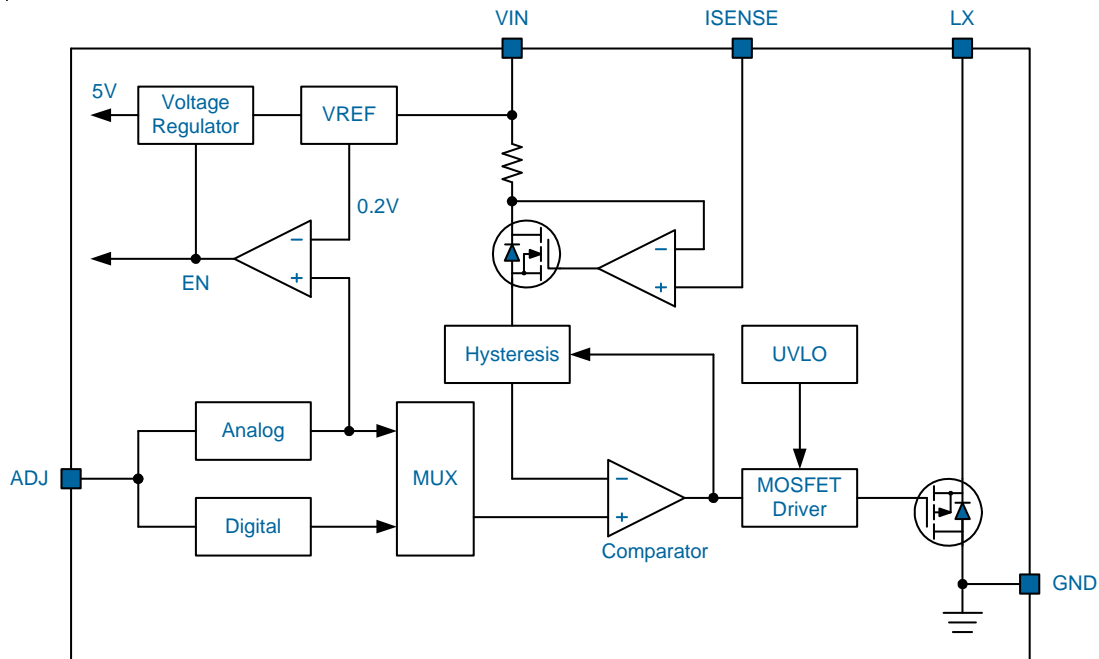 VIN
ISENSE
LX
5V
Voltage
Regulator
VREF
0.2V
−
+
EN
−
+
Hysteresis
UVLO
Analog
ADJ
MUX
Digital
−
+
Comparator
MOSFET
Driver
GND